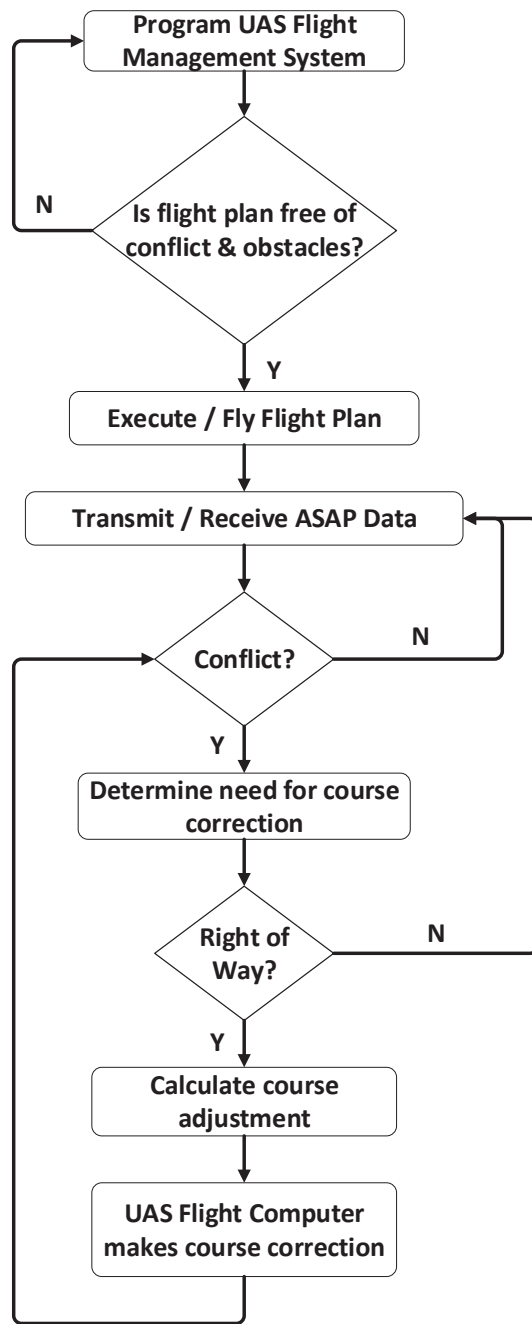 Program UAS Flight
Management System
N
Is flight plan free of
conflict & obstacles?
Y
Execute / Fly Flight Plan
Transmit / Receive ASAP Data
N
Conflict?
Y
Determine need for course
correction
N
Right of
Way?
Y
Calculate course
adjustment
UAS Flight Computer
makes course correction